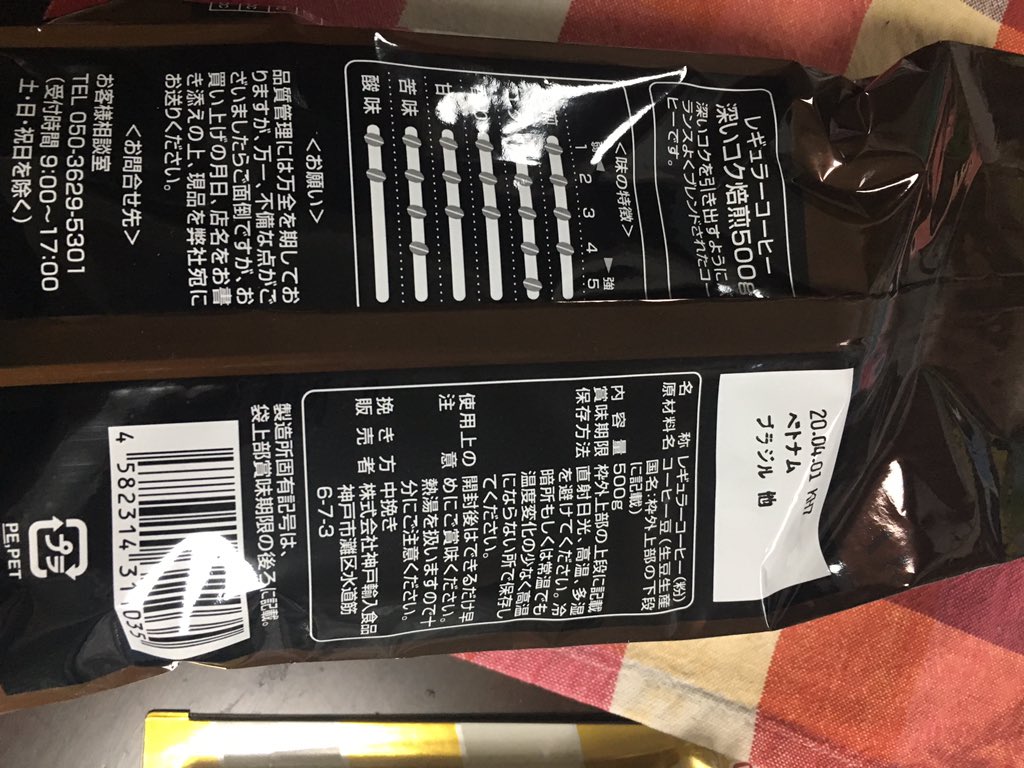 レギュラーコーヒー
深いコク焙煎500g
深いコクを引き出すように
ランスよくブレンドされたコー
ヒーです。
<味の特徴>
1 2 3 4 5
強
甘
苦味
酸味
<お願い>
品質管理には万全を期してお
りますが、万一、不備な点がご
ざいましたらご面倒ですが、お
買い上げの月日、店名をお書
き添えの上、現品を弊社宛に
お送りください。
<お問合せ先>
お客様相談室
TEL 050-3629-5301
(受付時間 9:00~17:00
土・日・祝日を除く)
20.04.01 YH7
ベトナム
ブラジル 他
名称 レギュラーコーヒー(粉)
原材料名 コーヒー豆(生豆生産
国名:枠外上部の下段
に記載)
内容量 500g
賞味期限 枠外上部の上段に記載
保存方法 直射日光、高温、多湿
を避けてください。冷
暗所もしくは常温でも
温度変化の少なく高温
にならない所で保存し
てください。
使用上の注意 開封後はできるだけ早
めにご賞味ください。
熱湯を扱いますので十
分にご注意ください。
挽き方 中挽き
販売者 株式会社神戸輸入食品
神戸市灘区水道筋
6-7-3
製造所固有記号は、
袋上部賞味期限の後ろに記載。
4 582314 311035
プラ
PE,PET